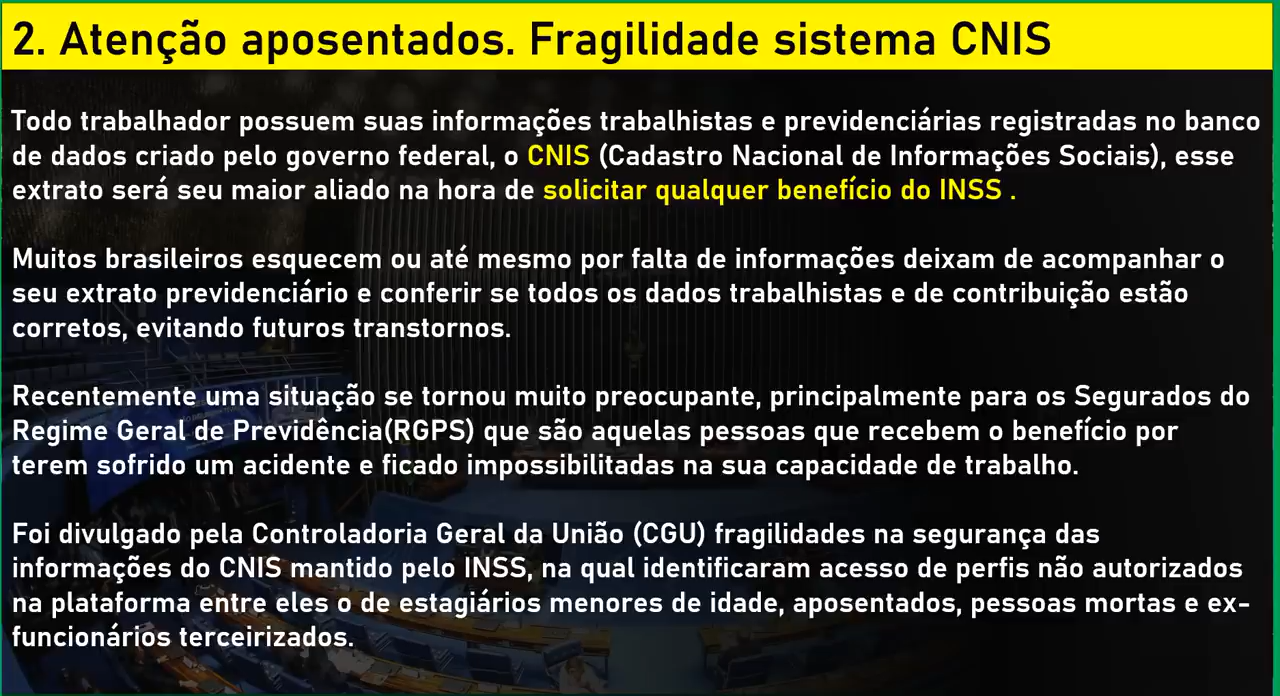 2. Atenção aposentados. Fragilidade sistema CNIS
Todo trabalhador possuem suas informações trabalhistas e previdenciárias registradas no banco
de dados criado pelo governo federal, o CNIS (Cadastro Nacional de Informações Sociais), esse
extrato será seu maior aliado na hora de solicitar qualquer benefício do INSS .
Muitos brasileiros esquecem ou até mesmo por falta de informações deixam de acompanhar o
seu extrato previdenciário e conferir se todos os dados trabalhistas e de contribuição estão
corretos, evitando futuros transtornos.
Recentemente uma situação se tornou muito preocupante, principalmente para os Segurados do
Regime Geral de Previdência(RGPS) que são aquelas pessoas que recebem o benefício por
terem sofrido um acidente e ficado impossibilitadas na sua capacidade de trabalho.
Foi divulgado pela Controladoria Geral da União (CGU) fragilidades na segurança das
informações do CNIS mantido pelo INSS, na qual identificaram acesso de perfis não autorizados
na plataforma entre eles o de estagiários menores de idade, aposentados, pessoas mortas e ex-
funcionários terceirizados.